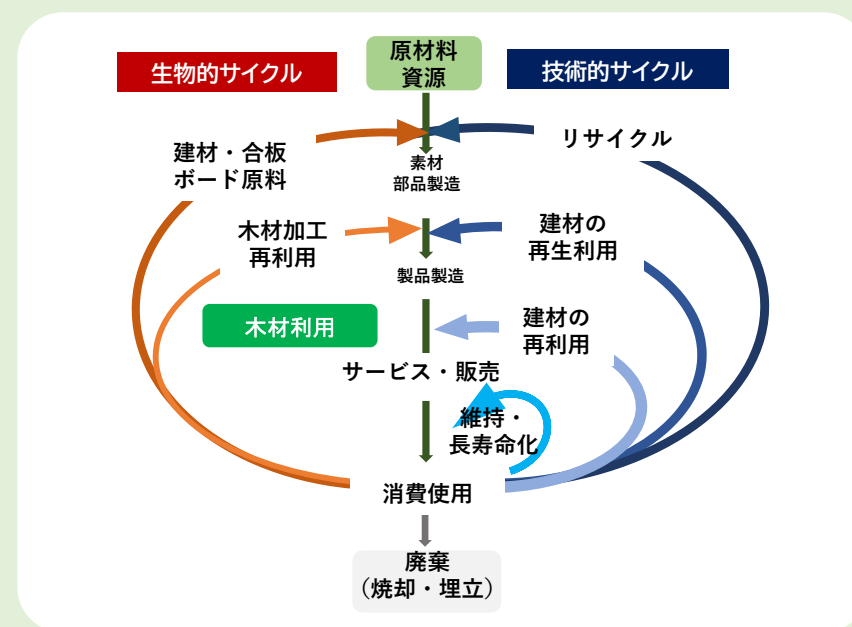 生物的サイクル
原材料
資源
技術的サイクル
建材・合板
ボード原料
リサイクル
素材
部品製造
木材加工
再利用
建材の
再生利用
製品製造
木材利用
建材の
再利用
サービス・販売
維持・
長寿命化
消費使用
廃棄
（焼却・埋立）